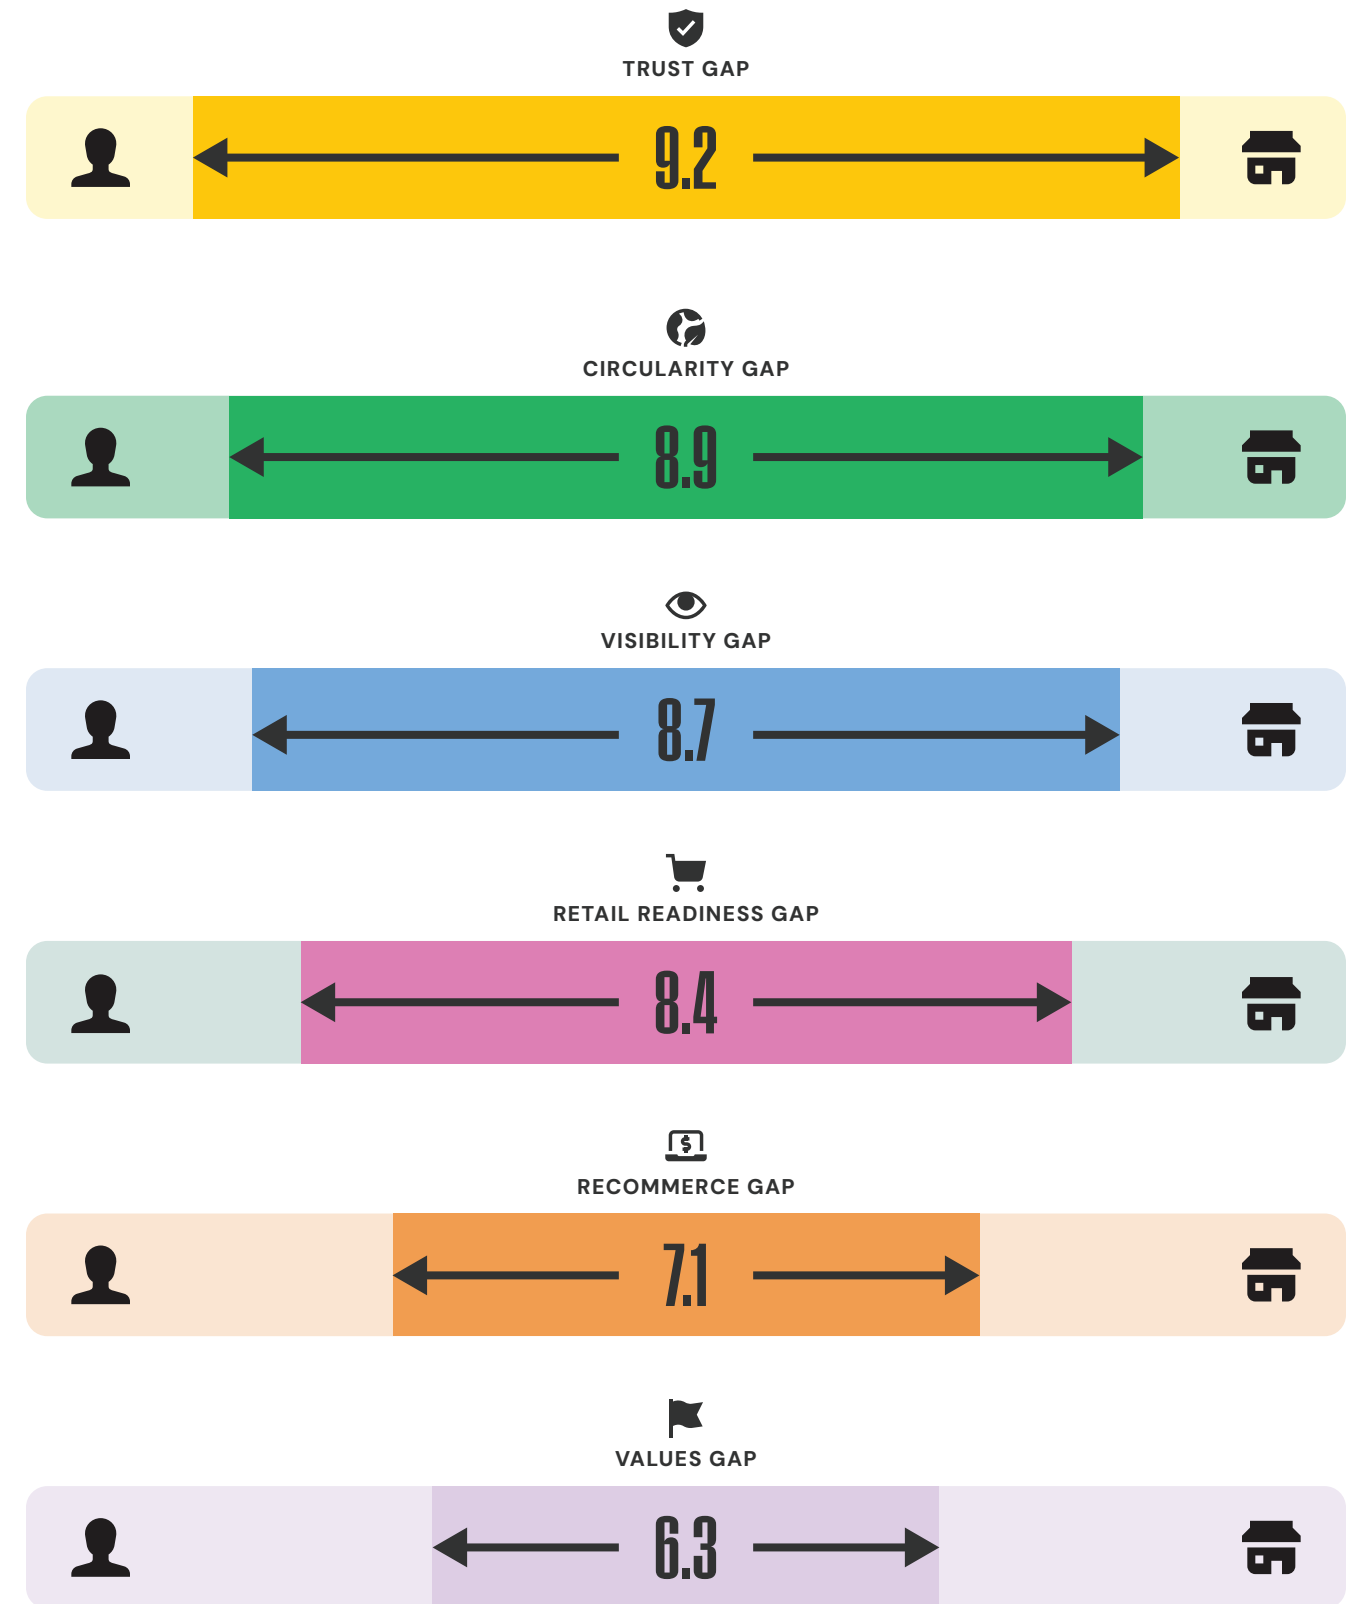 TRUST GAP
9.2
CIRCULARITY GAP
8.9
VISIBILITY GAP
8.7
RETAIL READINESS GAP
8.4
$
RECOMMERCE GAP
7.1
VALUES GAP
6.3